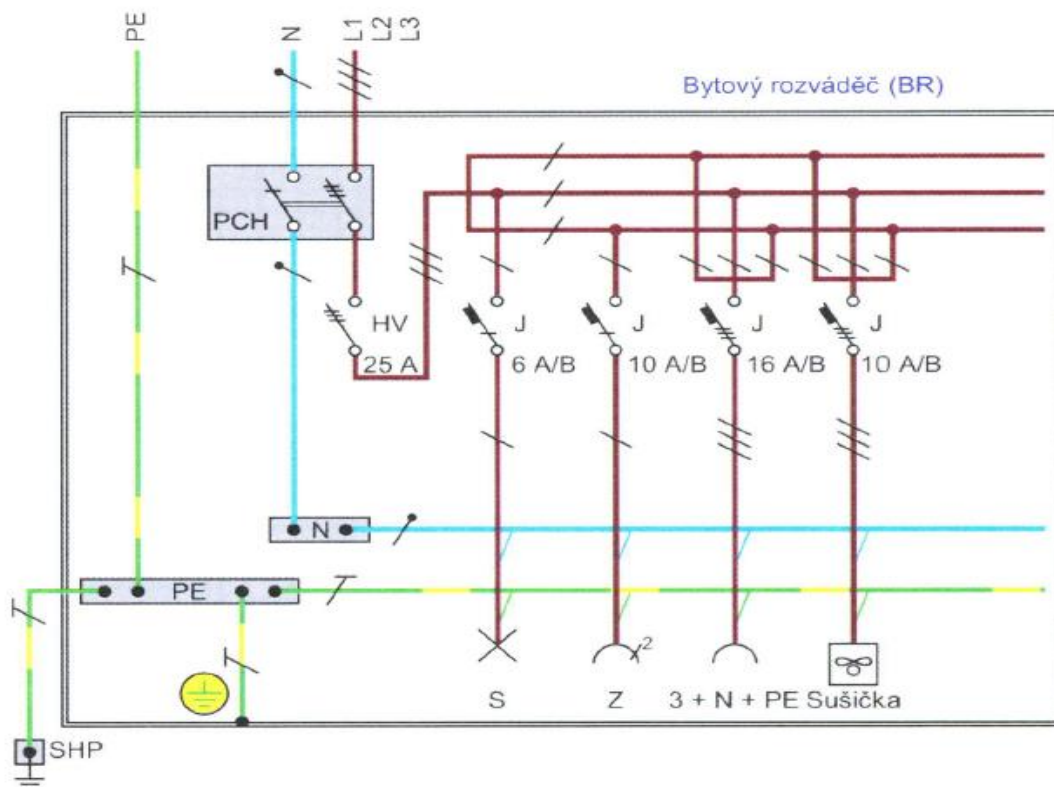 PE
N
L1
L2
L3
Bytový rozváděč (BR)
PCH
HV
25 A
J
6 A/B
J
10 A/B
J
16 A/B
J
10 A/B
N
PE
2
S
Z
3 + N + PE
Sušička
SHP